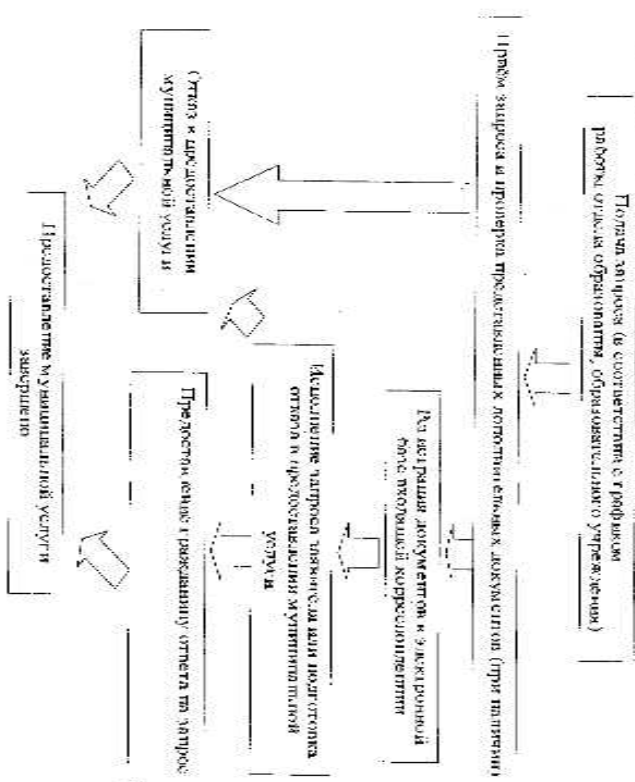 Подача запроса (в соответствии с графиком
работы отдела образования, образовательного учреждения)
Приём запроса и проверка представленных дополнительных документов (при наличии)
Регистрация документов в электронной
базе входящей корреспонденции
Отказ в предоставлении
муниципальной услуги
Исполнение запроса заявителя или подготовка
отказа в предоставлении муниципальной
услуги
Предоставление гражданину ответа на запрос
Предоставление муниципальной услуги
завершено